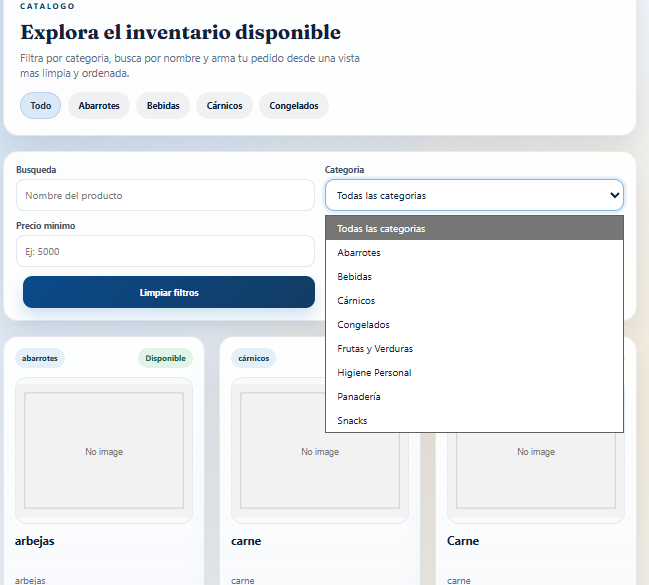 CATALOGO
Explora el inventario disponible
Filtra por categoria, busca por nombre y arma tu pedido desde una vista
mas limpia y ordenada.
Todo
Abarrotes
Bebidas
Cárnicos
Congelados
Busqueda
Nombre del producto
Categoria
Todas las categorias
Todas las categorias
Abarrotes
Bebidas
Cárnicos
Congelados
Frutas y Verduras
Higiene Personal
Panadería
Snacks
Precio minimo
Ej: 5000
Limpiar filtros
abarrotes
Disponible
No image
arbejas
arbejas
cárnicos
No image
carne
carne
No image
Carne
carne